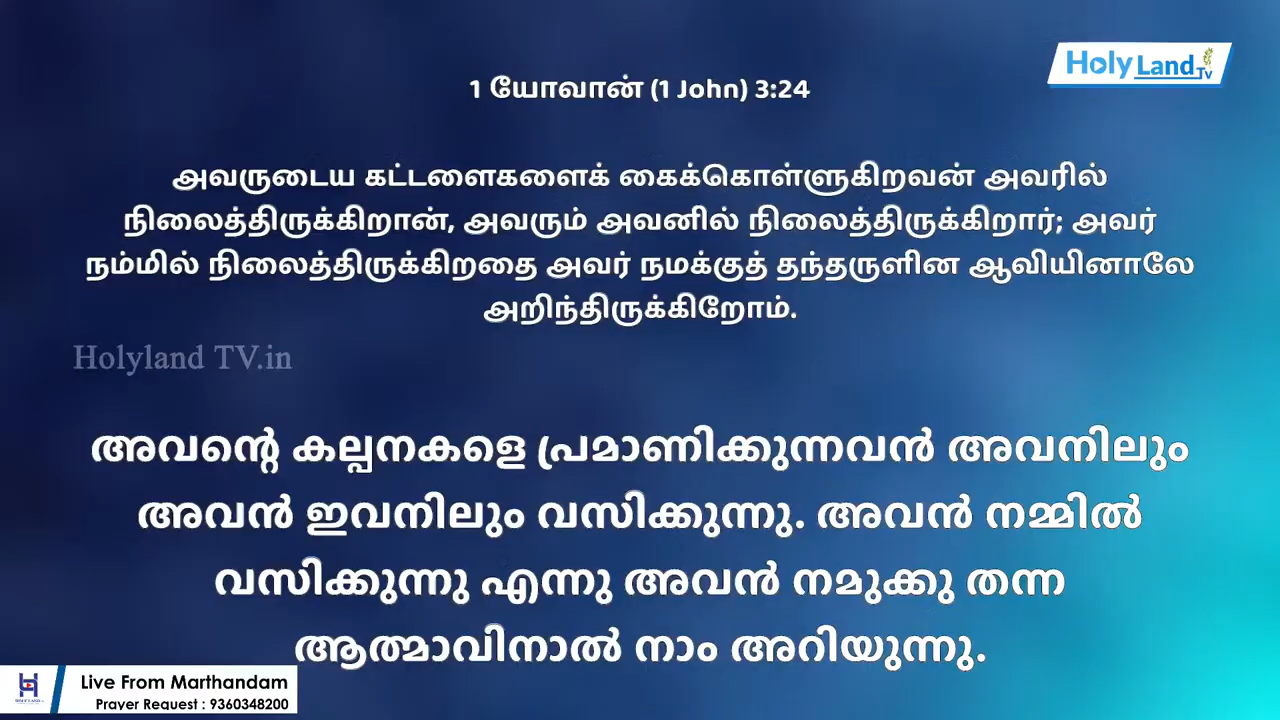 Holy Land TV
1 யோவான் (1 John) 3:24
அவருடைய கட்டளைகளைக் கைக்கொள்ளுகிறவன் அவரில்
நிலைத்திருக்கிறான், அவரும் அவனில் நிலைத்திருக்கிறார்; அவர்
நம்மில் நிலைத்திருக்கிறதை அவர் நமக்குத் தந்தருளின ஆவியினாலே
அறிந்திருக்கிறோம்.
Holyland TV.in
അവന്റെ കല്പനകളെ പ്രമാണിക്കുന്നവൻ അവനിലും
അവൻ ഇവനിലും വസിക്കുന്നു. അവൻ നമ്മിൽ
വസിക്കുന്നു എന്നു അവൻ നമുക്കു തന്ന
ആത്മാവിനാൽ നാം അറിയുന്നു.
Live From Marthandam
Prayer Request : 9360348200